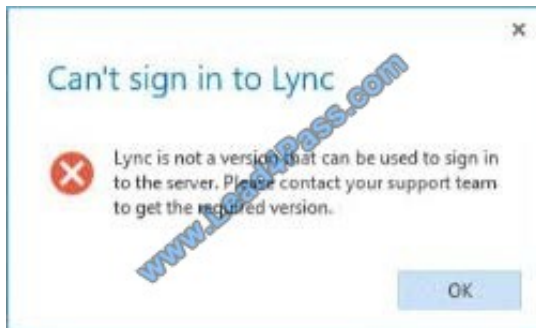 Can't sign in to Lync
Lync is not a version that can be used to sign in
to the server. Please contact your support team
to get the required version.
OK
www.Lead4Pass.com